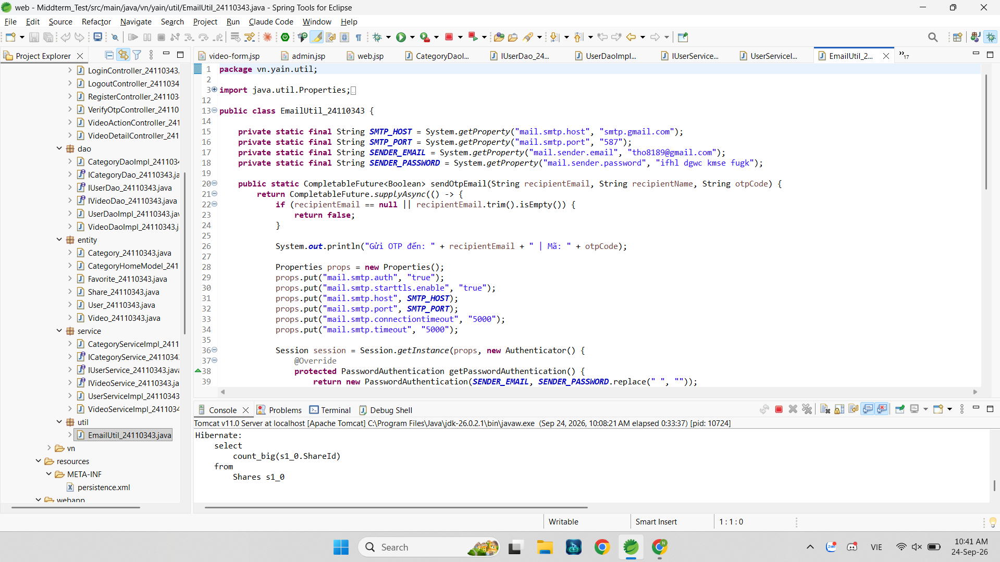 web - Middterm_Test/src/main/java/vn/yain/util/EmailUtil_24110343.java - Spring Tools for Eclipse
File Edit Source Refactor Navigate Search Project Run Claude Code Window Help
Project Explorer
LoginController_24110343.
LogoutController_2411034
RegisterController_2411034
VerifyOtpController_24110
VideoActionController_241
VideoDetailController_241
dao
CategoryDaoImpl_2411034
ICategoryDao_24110343.ja
IUserDao_24110343.java
IVideoDao_24110343.java
UserDaoImpl_24110343.jav
VideoDaoImpl_24110343.j
entity
Category_24110343.java
CategoryHomeModel_241
Favorite_24110343.java
Share_24110343.java
User_24110343.java
Video_24110343.java
service
CategoryServiceImpl_2411
ICategoryService_2411034
IUserService_24110343.java
IVideoService_24110343.ja
UserServiceImpl_24110343
VideoServiceImpl_2411034
util
EmailUtil_24110343.java
vn
resources
META-INF
persistence.xml
webapp
video-form.jsp admin.jsp web.jsp CategoryDaoI... IUserDao_24... UserDaoImpl... IUserService... UserServiceI... EmailUtil_2... »17
1 package vn.yain.util;
2
3 import java.util.Properties;
12
13 public class EmailUtil_24110343 {
14
15 private static final String SMTP_HOST = System.getProperty("mail.smtp.host", "smtp.gmail.com");
16 private static final String SMTP_PORT = System.getProperty("mail.smtp.port", "587");
17 private static final String SENDER_EMAIL = System.getProperty("mail.sender.email", "tho8189@gmail.com");
18 private static final String SENDER_PASSWORD = System.getProperty("mail.sender.password", "ifhl dgwc kmse fugk");
19
20 public static CompletableFuture<Boolean> sendOtpEmail(String recipientEmail, String recipientName, String otpCode) {
21 return CompletableFuture.supplyAsync(() -> {
22 if (recipientEmail == null || recipientEmail.trim().isEmpty()) {
23 return false;
24 }
25
26 System.out.println("Gửi OTP đến: " + recipientEmail + " | Mã: " + otpCode);
27
28 Properties props = new Properties();
29 props.put("mail.smtp.auth", "true");
30 props.put("mail.smtp.starttls.enable", "true");
31 props.put("mail.smtp.host", SMTP_HOST);
32 props.put("mail.smtp.port", SMTP_PORT);
33 props.put("mail.smtp.connectiontimeout", "5000");
34 props.put("mail.smtp.timeout", "5000");
35
36 Session session = Session.getInstance(props, new Authenticator() {
37 @Override
38 protected PasswordAuthentication getPasswordAuthentication() {
39 return new PasswordAuthentication(SENDER_EMAIL, SENDER_PASSWORD.replace(" ", ""));
Console Problems Terminal Debug Shell
Tomcat v11.0 Server at localhost [Apache Tomcat] C:\Program Files\Java\jdk-26.0.2.1\bin\javaw.exe (Sep 24, 2026, 10:08:21 AM elapsed 0:33:37) [pid: 10724]
Hibernate:
select
count_big(s1_0.ShareId)
from
Shares s1_0
Writable Smart Insert 1 : 1 : 0
Search
Zalo
N
VIE
10:41 AM
24-Sep-26